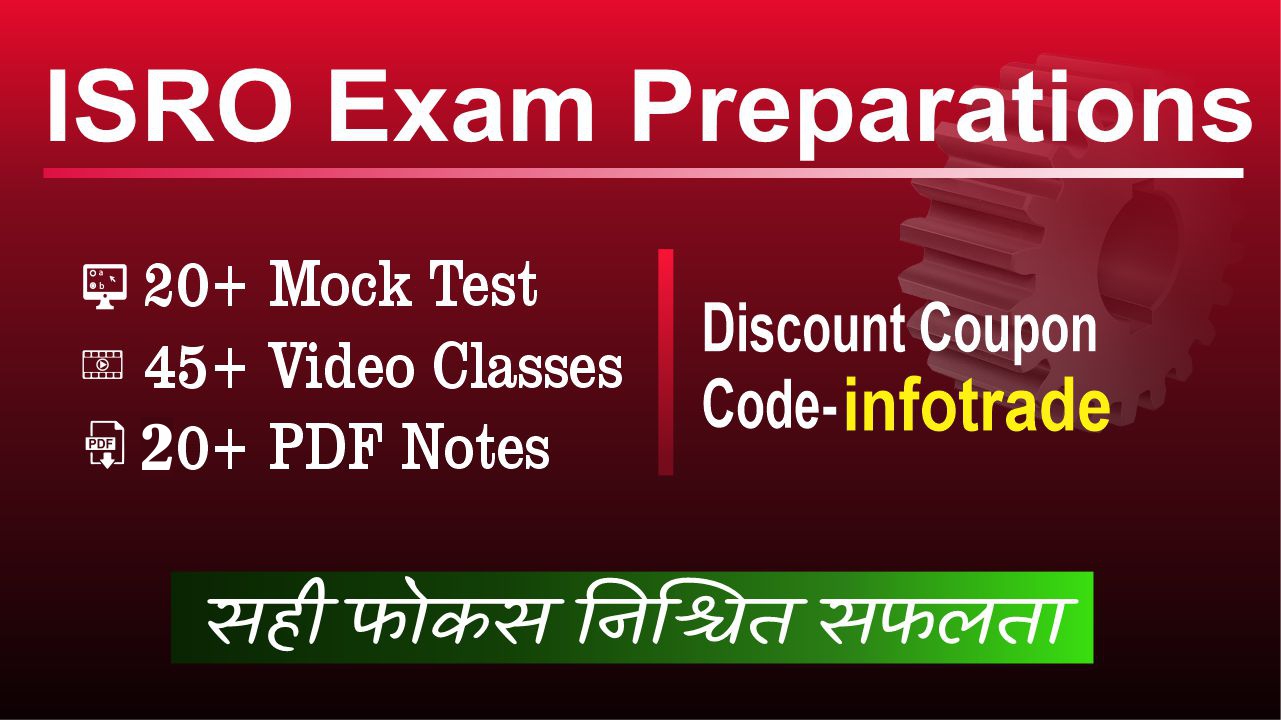 ISRO Exam Preparations
20+ Mock Test
45+ Video Classes
PDF
20+ PDF Notes
Discount Coupon
Code- infotrade
सही फोकस निश्चित सफलता